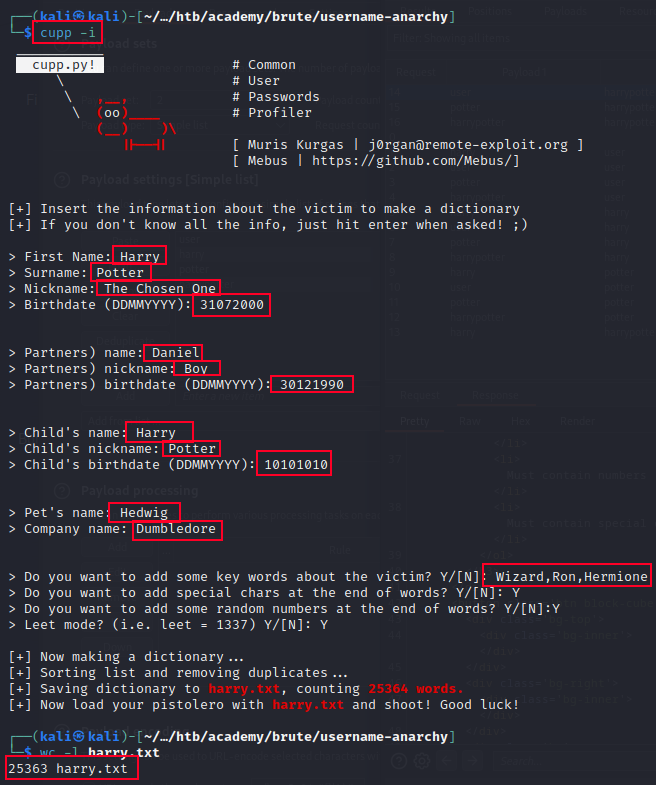 (kali㉿kali)-[~/…/htb/academy/brute/username-anarchy]
$ cupp -i
cupp.py! # Common
\ # User
\ ,__, # Passwords
\ (oo)____ # Profiler
(__) )\
||--|| [ Muris Kurgas | j0rgan@remote-exploit.org ]
[ Mebus | https://github.com/Mebus/]
[+] Insert the information about the victim to make a dictionary
[+] If you don't know all the info, just hit enter when asked! ;)
> First Name: Harry
> Surname: Potter
> Nickname: The Chosen One
> Birthdate (DDMMYYYY): 31072000
> Partners) name: Daniel
> Partners) nickname: Boy
> Partners) birthdate (DDMMYYYY): 30121990
> Child's name: Harry
> Child's nickname: Potter
> Child's birthdate (DDMMYYYY): 10101010
> Pet's name: Hedwig
> Company name: Dumbledore
> Do you want to add some key words about the victim? Y/[N]: Wizard,Ron,Hermione
> Do you want to add special chars at the end of words? Y/[N]: Y
> Do you want to add some random numbers at the end of words? Y/[N]:Y
> Leet mode? (i.e. leet = 1337) Y/[N]: Y
[+] Now making a dictionary...
[+] Sorting list and removing duplicates...
[+] Saving dictionary to harry.txt, counting 25364 words.
[+] Now load your pistolero with harry.txt and shoot! Good luck!
(kali㉿kali)-[~/…/htb/academy/brute/username-anarchy]
$ wc -l harry.txt
25363 harry.txt